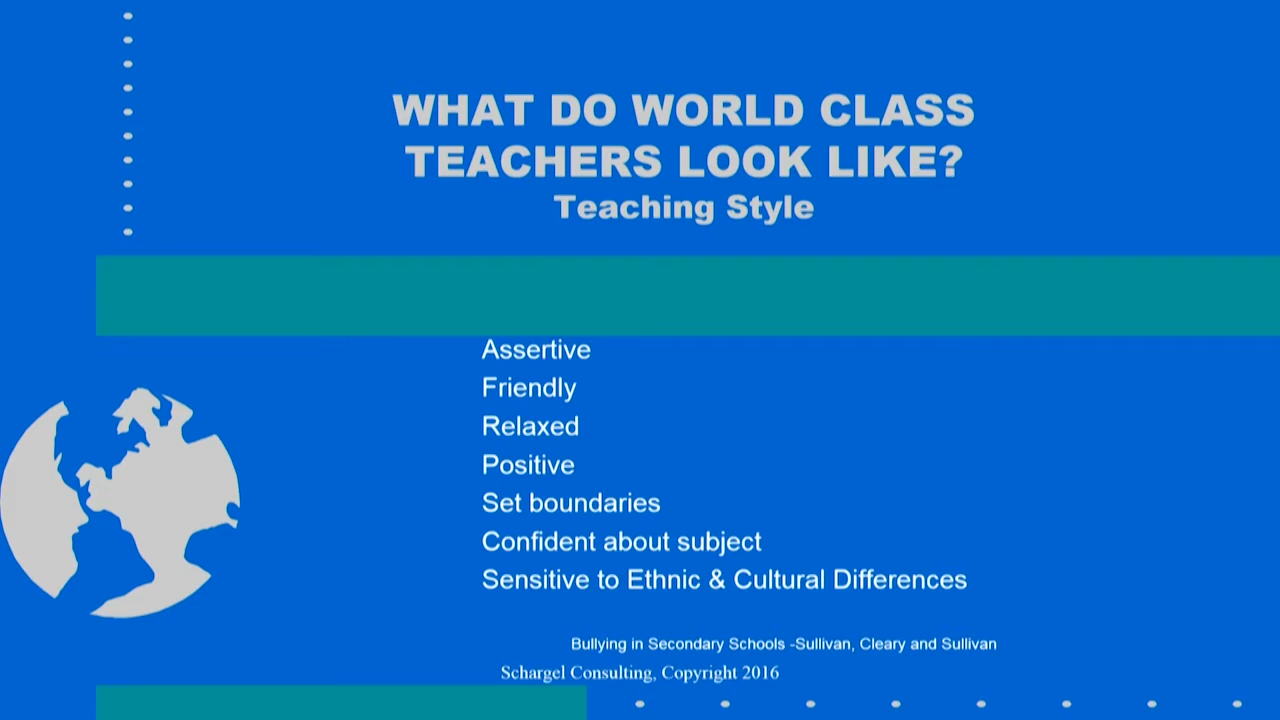 WHAT DO WORLD CLASS
TEACHERS LOOK LIKE?
Teaching Style
Assertive
Friendly
Relaxed
Positive
Set boundaries
Confident about subject
Sensitive to Ethnic & Cultural Differences
Bullying in Secondary Schools -Sullivan, Cleary and Sullivan
Schargel Consulting, Copyright 2016